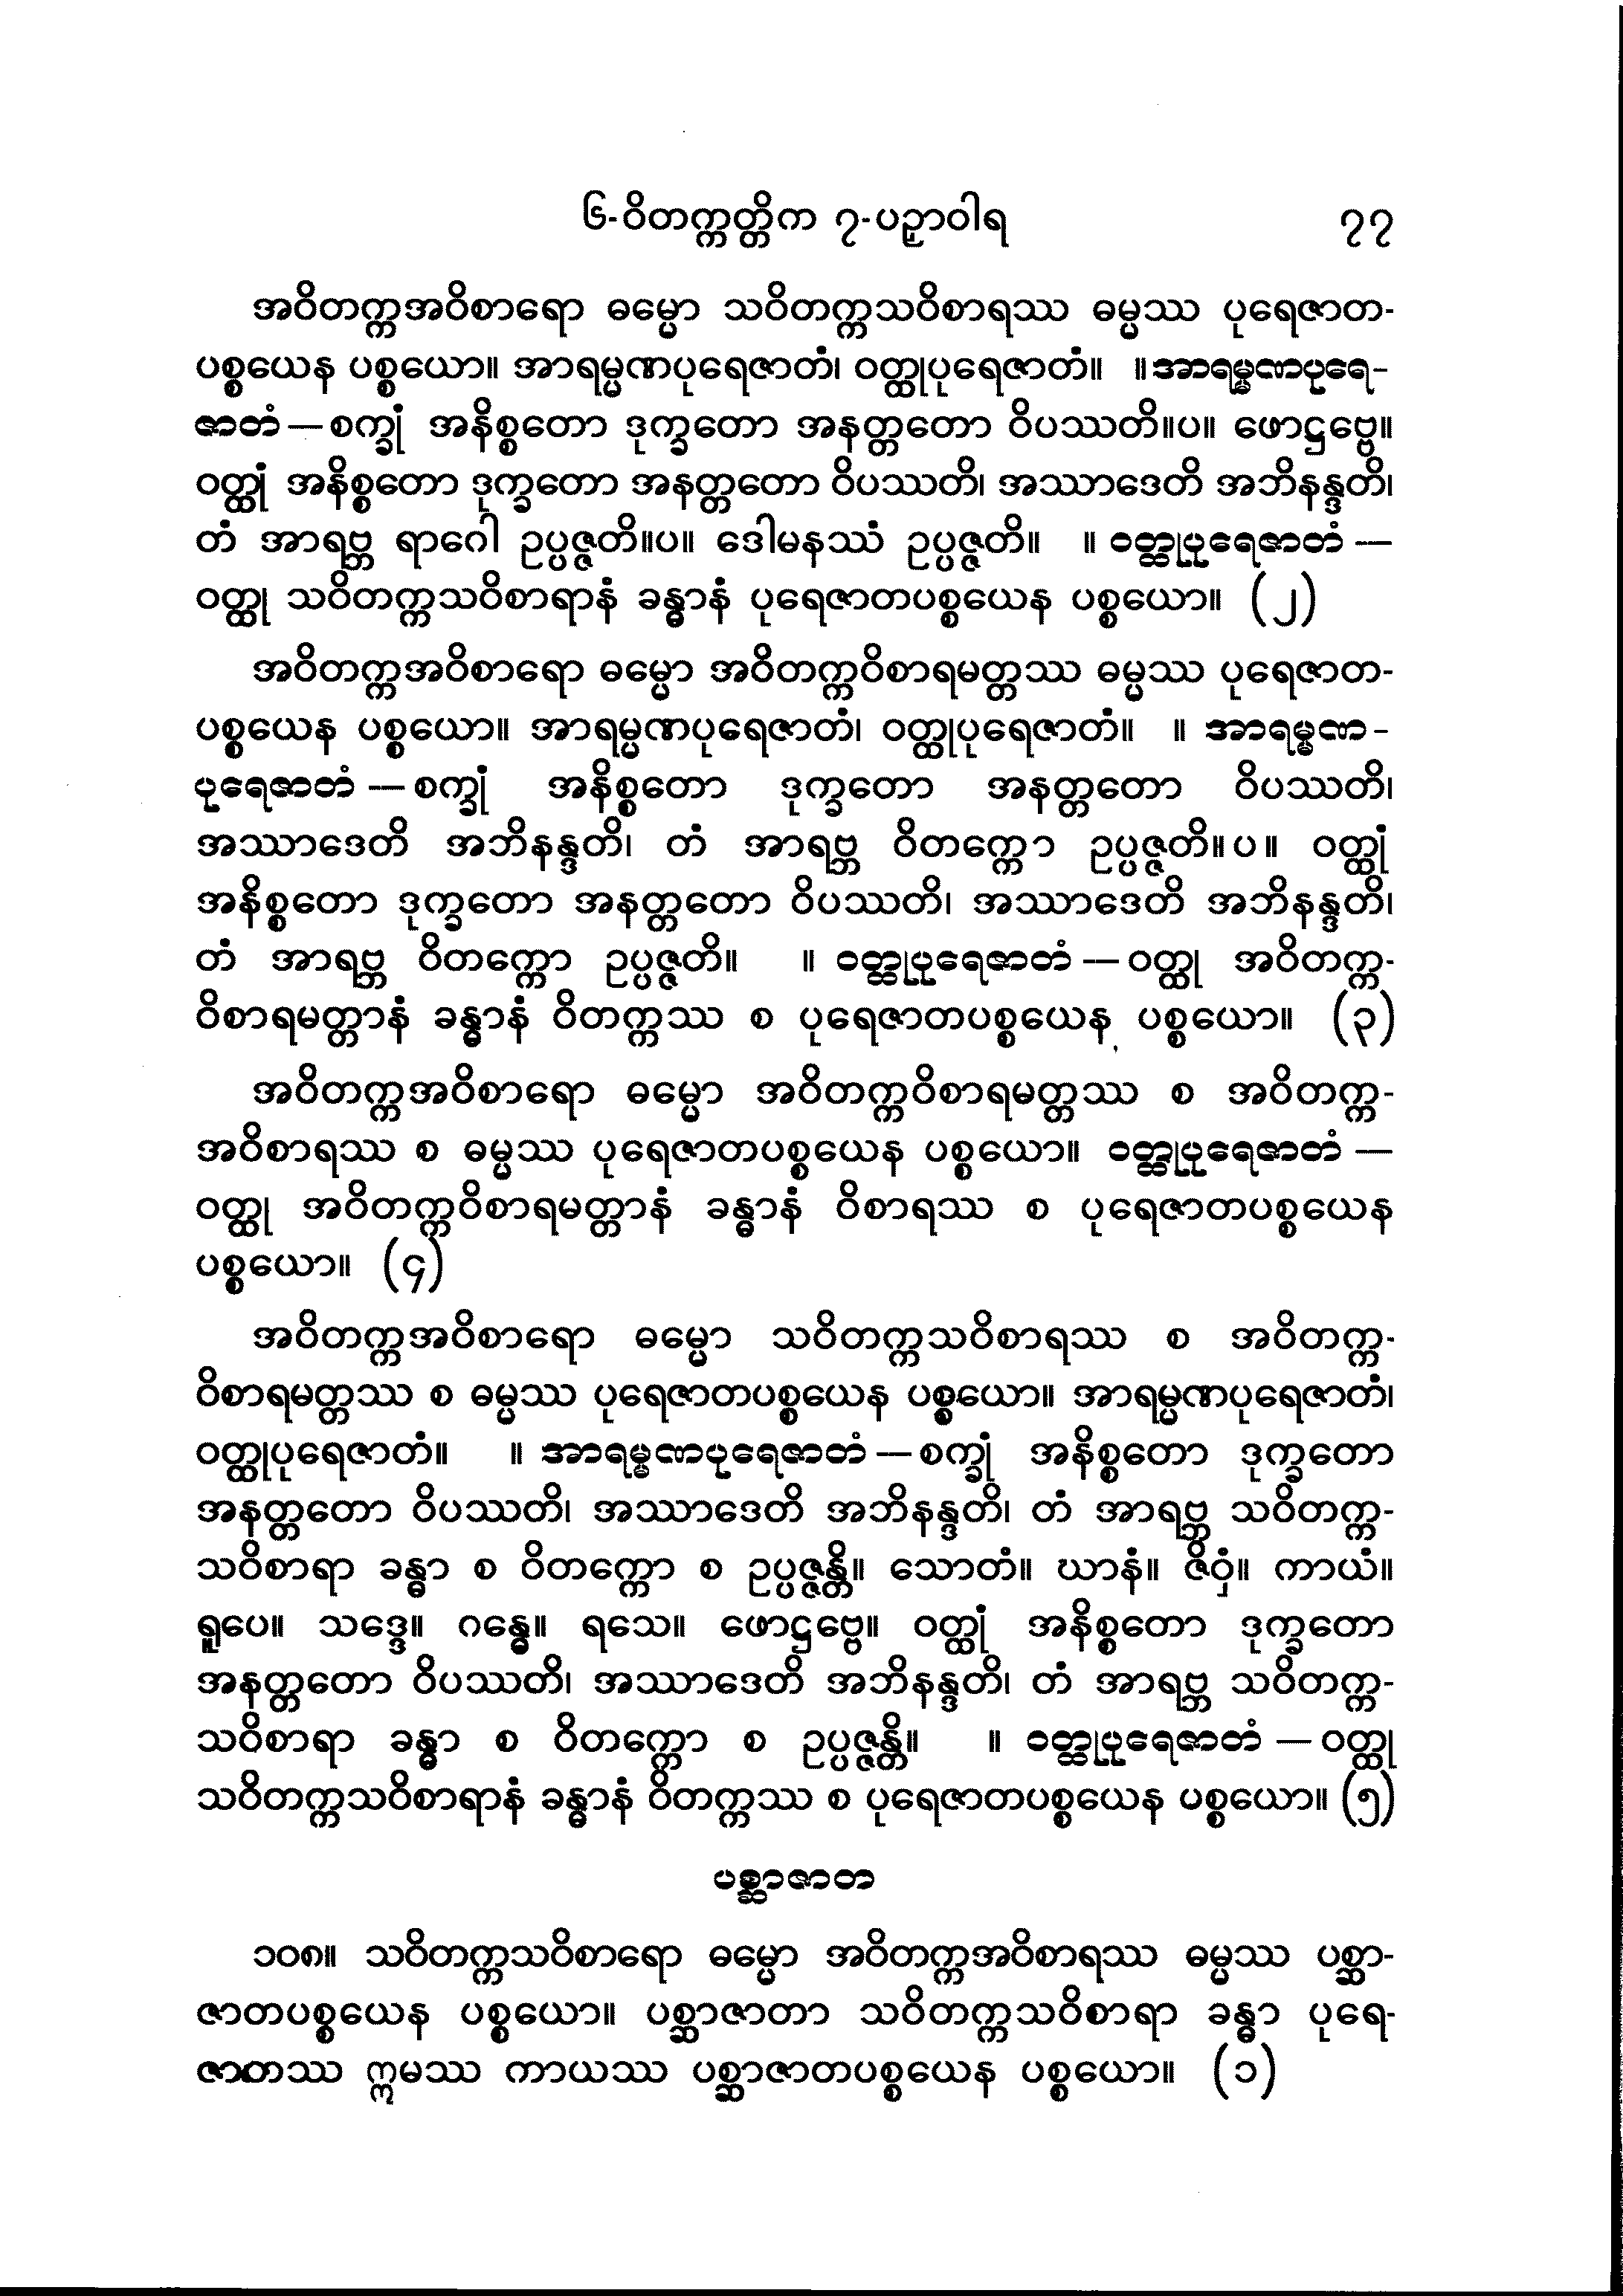 ၆-ဝိတက္ကတ္တိက ၇-ပဉှာဝါရ ၇၇
အဝိတက္ကအဝိစာရော ဓမ္မော သဝိတက္ကသဝိစာရဿ ဓမ္မဿ ပုရေဇာတ-
ပစ္စယေန ပစ္စယော။ အာရမ္မဏပုရေဇာတံ၊ ဝတ္ထုပုရေဇာတံ။ ။အာရမ္မဏပုရေ-
ဇာတံ — စက္ခုံ အနိစ္စတော ဒုက္ခတော အနတ္တတော ဝိပဿတိ။ပ။ ဖောဋ္ဌဗ္ဗေ။
ဝတ္ထုံ အနိစ္စတော ဒုက္ခတော အနတ္တတော ဝိပဿတိ၊ အဿာဒေတိ အဘိနန္ဒတိ၊
တံ အာရဗ္ဘ ရာဂေါ ဥပ္ပဇ္ဇတိ။ပ။ ဒေါမနဿံ ဥပ္ပဇ္ဇတိ။ ။ ဝတ္ထုပုရေဇာတံ —
ဝတ္ထု သဝိတက္ကသဝိစာရာနံ ခန္ဓာနံ ပုရေဇာတပစ္စယေန ပစ္စယော။ (၂)
အဝိတက္ကအဝိစာရော ဓမ္မော အဝိတက္ကဝိစာရမတ္တဿ ဓမ္မဿ ပုရေဇာတ-
ပစ္စယေန ပစ္စယော။ အာရမ္မဏပုရေဇာတံ၊ ဝတ္ထုပုရေဇာတံ။ ။ အာရမ္မဏ-
ပုရေဇာတံ — စက္ခုံ အနိစ္စတော ဒုက္ခတော အနတ္တတော ဝိပဿတိ၊
အဿာဒေတိ အဘိနန္ဒတိ၊ တံ အာရဗ္ဘ ဝိတက္ကော ဥပ္ပဇ္ဇတိ။ပ။ ဝတ္ထုံ
အနိစ္စတော ဒုက္ခတော အနတ္တတော ဝိပဿတိ၊ အဿာဒေတိ အဘိနန္ဒတိ၊
တံ အာရဗ္ဘ ဝိတက္ကော ဥပ္ပဇ္ဇတိ။ ။ ဝတ္ထုပုရေဇာတံ — ဝတ္ထု အဝိတက္က-
ဝိစာရမတ္တာနံ ခန္ဓာနံ ဝိတက္ကဿ စ ပုရေဇာတပစ္စယေန ပစ္စယော။ (၃)
အဝိတက္ကအဝိစာရော ဓမ္မော အဝိတက္ကဝိစာရမတ္တဿ စ အဝိတက္က-
အဝိစာရဿ စ ဓမ္မဿ ပုရေဇာတပစ္စယေန ပစ္စယော။ ဝတ္ထုပုရေဇာတံ —
ဝတ္ထု အဝိတက္ကဝိစာရမတ္တာနံ ခန္ဓာနံ ဝိစာရဿ စ ပုရေဇာတပစ္စယေန
ပစ္စယော။ (၄)
အဝိတက္ကအဝိစာရော ဓမ္မော သဝိတက္ကသဝိစာရဿ စ အဝိတက္က-
ဝိစာရမတ္တဿ စ ဓမ္မဿ ပုရေဇာတပစ္စယေန ပစ္စယော။ အာရမ္မဏပုရေဇာတံ၊
ဝတ္ထုပုရေဇာတံ။ ။ အာရမ္မဏပုရေဇာတံ — စက္ခုံ အနိစ္စတော ဒုက္ခတော
အနတ္တတော ဝိပဿတိ၊ အဿာဒေတိ အဘိနန္ဒတိ၊ တံ အာရဗ္ဘ သဝိတက္က-
သဝိစာရာ ခန္ဓာ စ ဝိတက္ကော စ ဥပ္ပဇ္ဇန္တိ။ သောတံ။ ဃာနံ။ ဇိဝှံ။ ကာယံ။
ရူပေ။ သဒ္ဒေ။ ဂန္ဓေ။ ရသေ။ ဖောဋ္ဌဗ္ဗေ။ ဝတ္ထုံ အနိစ္စတော ဒုက္ခတော
အနတ္တတော ဝိပဿတိ၊ အဿာဒေတိ အဘိနန္ဒတိ၊ တံ အာရဗ္ဘ သဝိတက္က-
သဝိစာရာ ခန္ဓာ စ ဝိတက္ကော စ ဥပ္ပဇ္ဇန္တိ။ ။ ဝတ္ထုပုရေဇာတံ — ဝတ္ထု
သဝိတက္ကသဝိစာရာနံ ခန္ဓာနံ ဝိတက္ကဿ စ ပုရေဇာတပစ္စယေန မစ္စယော။ (၅)
ပစ္ဆာဇာတ
၁၀၈။ သဝိတက္ကသဝိစာရော ဓမ္မော အဝိတက္ကအဝိစာရဿ ဓမ္မဿ ပစ္ဆာ-
ဇာတပစ္စယေန ပစ္စယော။ ပစ္ဆာဇာတာ သဝိတက္ကသဝိစာရာ ခန္ဓာ ပုရေ-
ဇာတဿ ဣမဿ ကာယဿ ပစ္ဆာဇာတပစ္စယေန ပစ္စယော။ (၁)